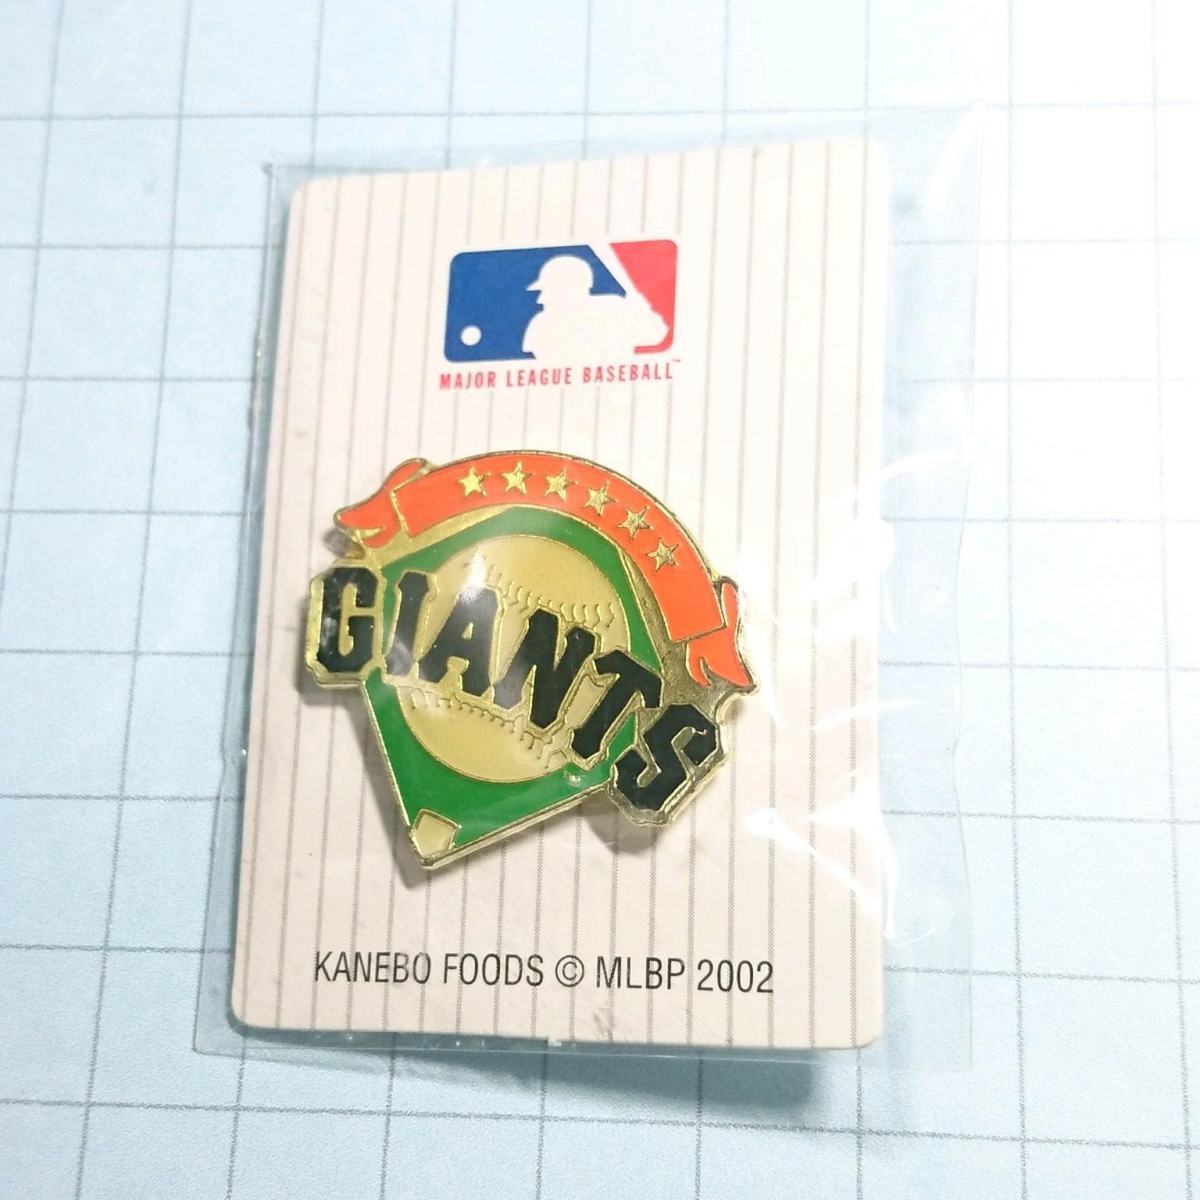 MAJOR LEAGUE BASEBALL™
GIANTS
KANEBO FOODS © MLBP 2002